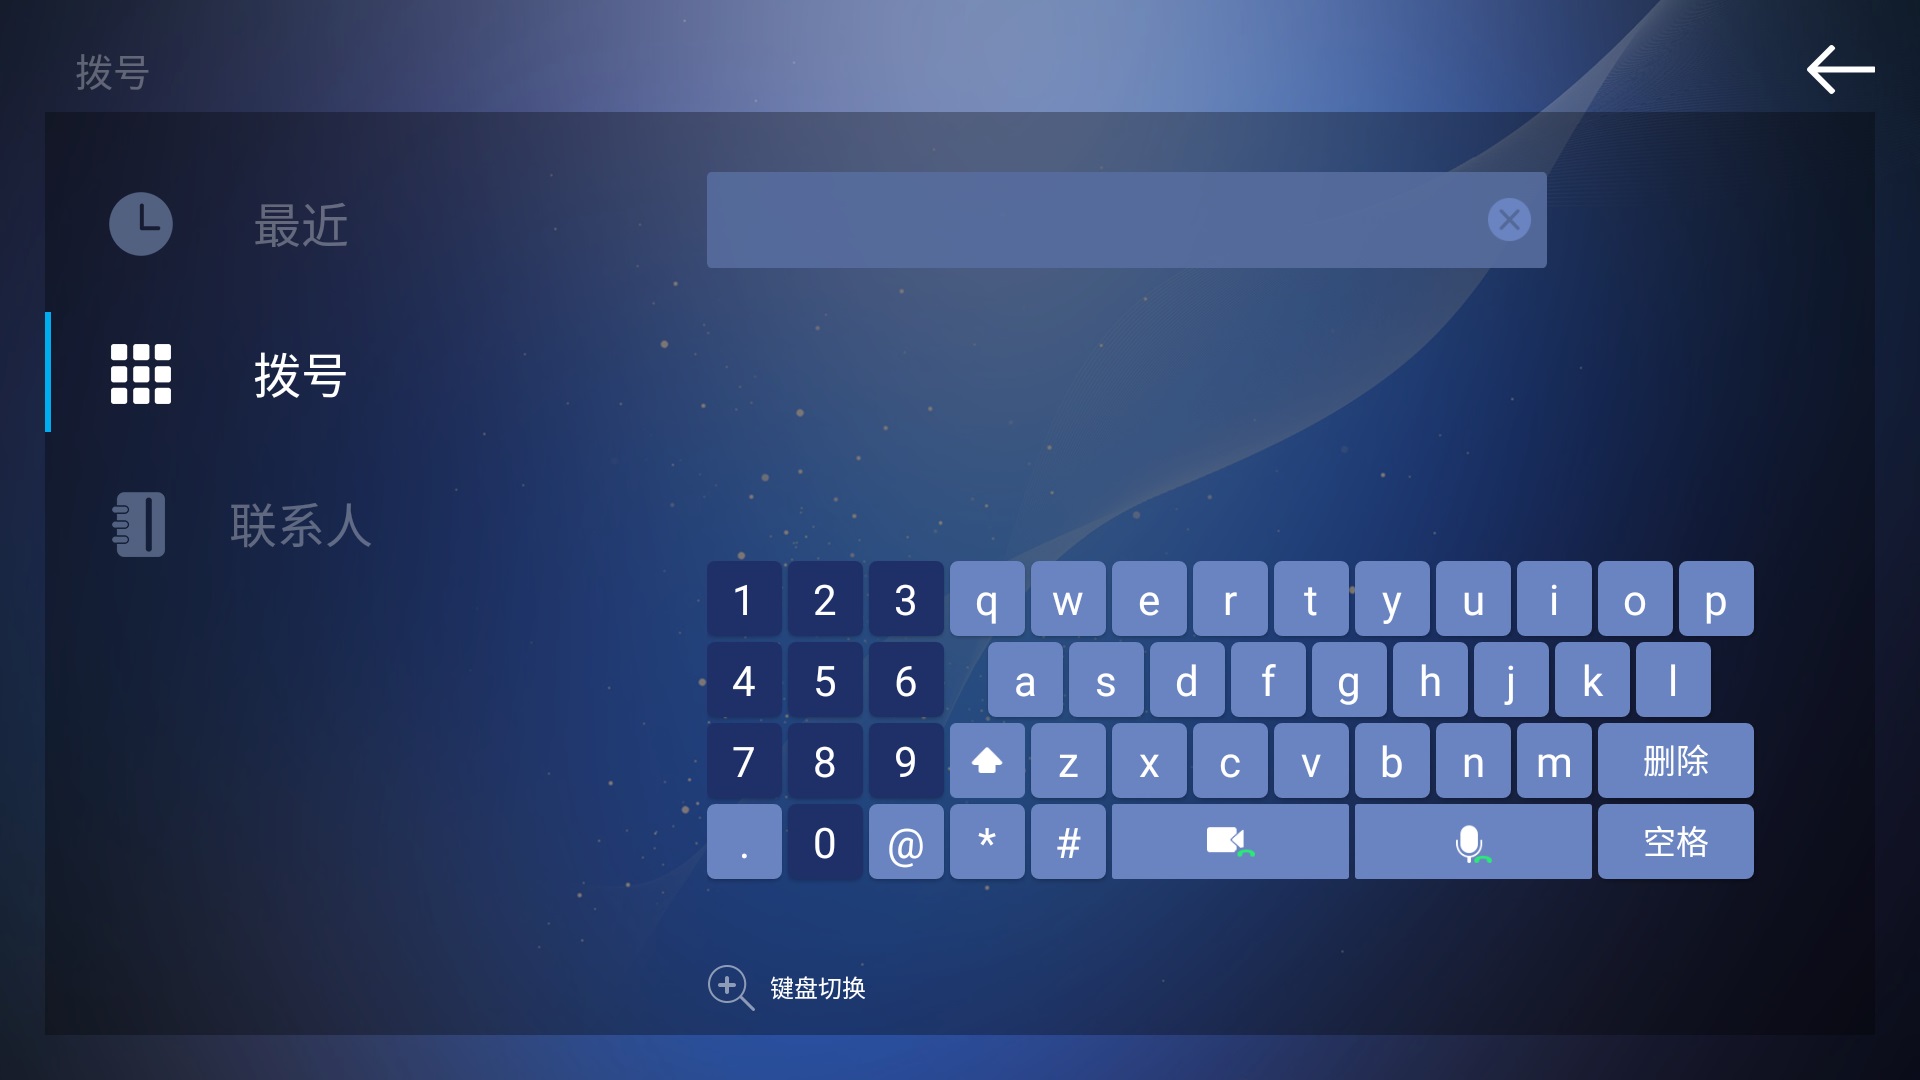 拨号
最近
拨号
联系人
1 2 3 q w e r t y u i o p
4 5 6 a s d f g h j k l
7 8 9 z x c v b n m 删除
. 0 @ * # 空格
键盘切换